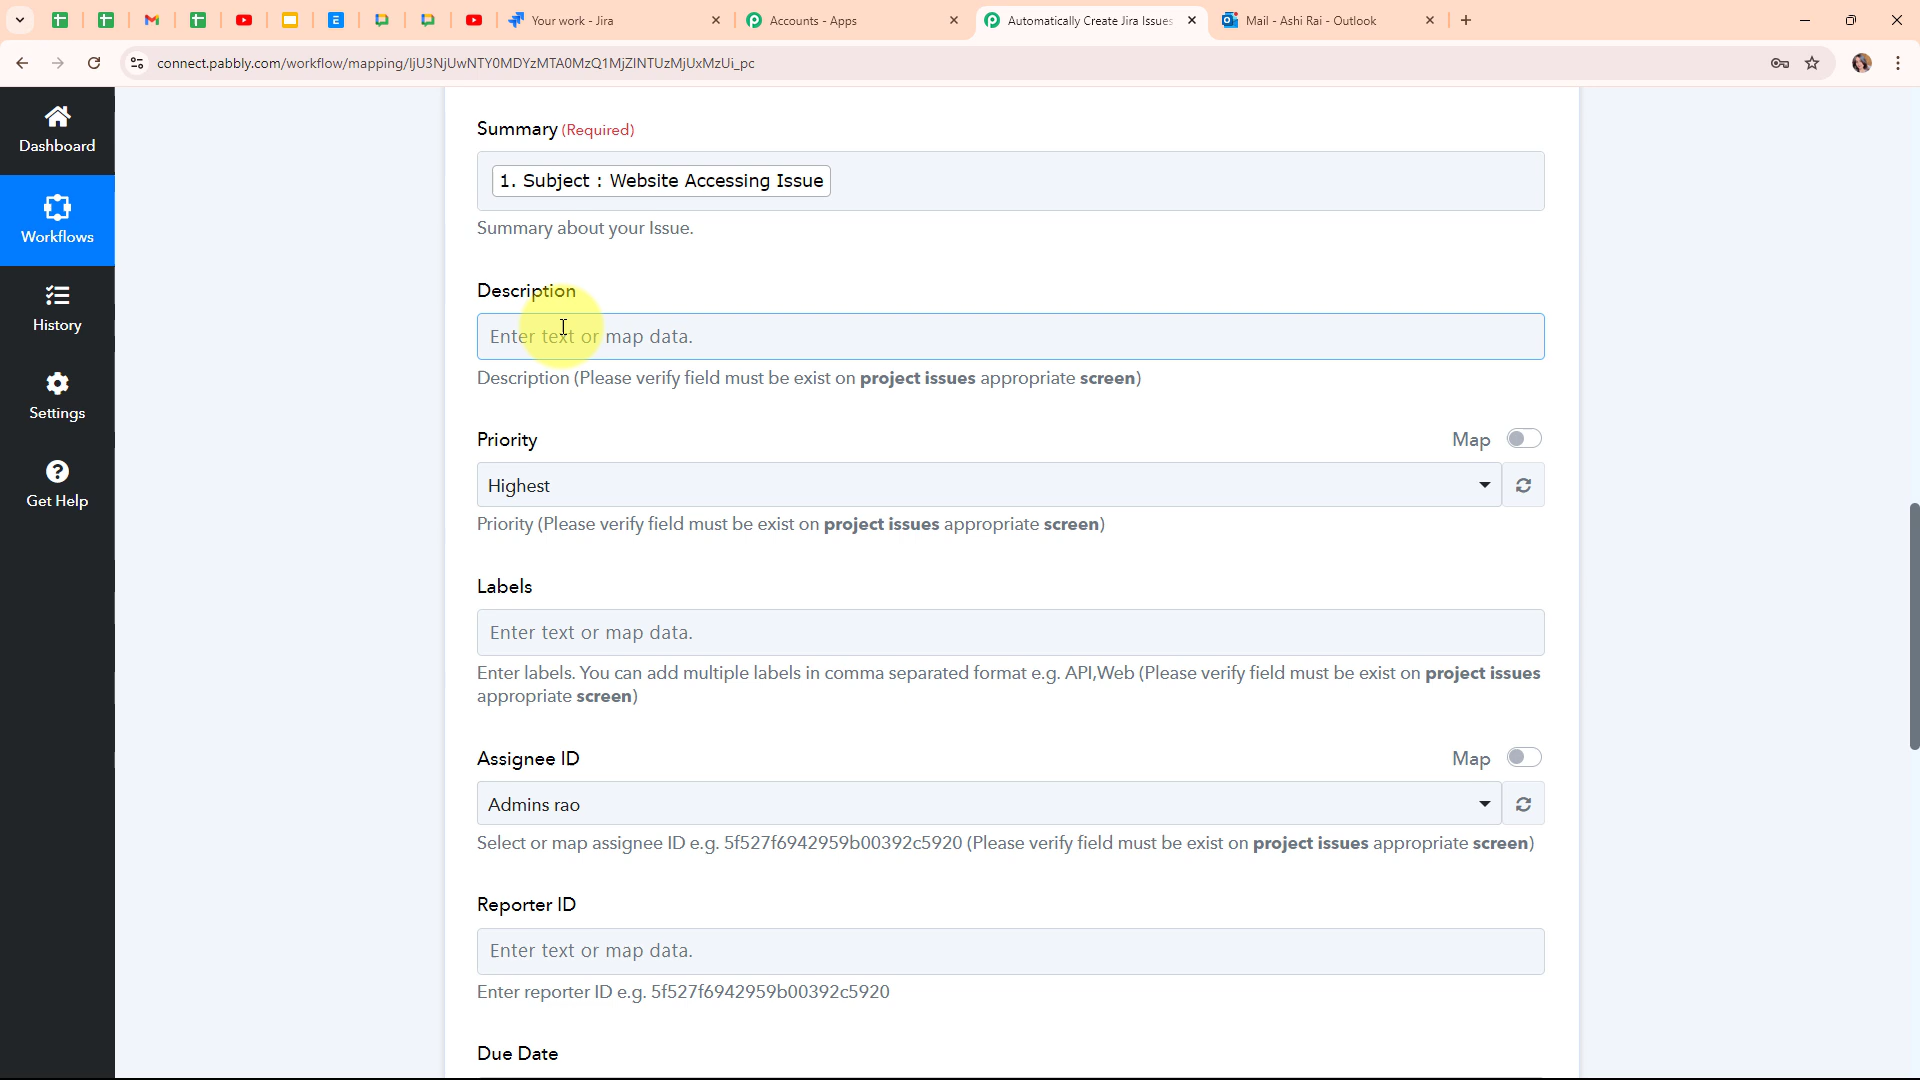 Your work - Jira
Accounts - Apps
Automatically Create Jira Issues
Mail - Ashi Rai - Outlook
connect.pabbly.com/workflow/mapping/IjU3NjUwNTY0MDYzMTA0MzQ1MjZlNTUzMjUxMzUi_pc
Dashboard
Workflows
History
Settings
Get Help
Summary (Required)
1. Subject : Website Accessing Issue
Summary about your Issue.
Description
Enter text or map data.
Description (Please verify field must be exist on project issues appropriate screen)
Priority
Map
Highest
Priority (Please verify field must be exist on project issues appropriate screen)
Labels
Enter text or map data.
Enter labels. You can add multiple labels in comma separated format e.g. API,Web (Please verify field must be exist on project issues
appropriate screen)
Assignee ID
Map
Admins rao
Select or map assignee ID e.g. 5f527f6942959b00392c5920 (Please verify field must be exist on project issues appropriate screen)
Reporter ID
Enter text or map data.
Enter reporter ID e.g. 5f527f6942959b00392c5920
Due Date